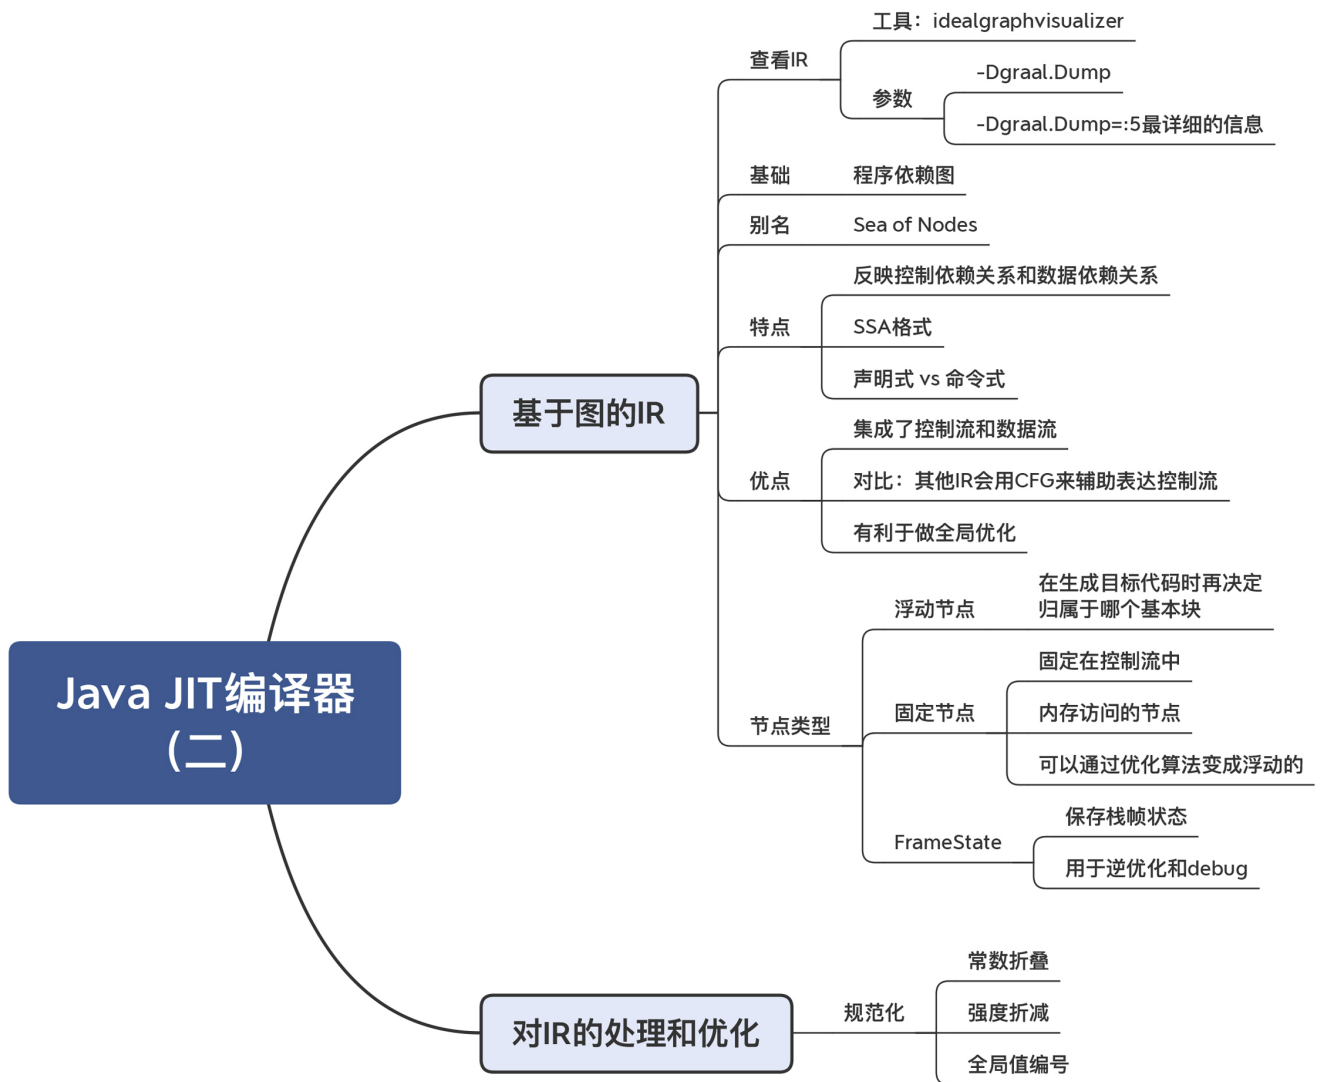 Java JIT编译器
（二）
基于图的IR
查看IR
工具：idealgraphvisualizer
参数
-Dgraal.Dump
-Dgraal.Dump=:5最详细的信息
基础
程序依赖图
别名
Sea of Nodes
特点
反映控制依赖关系和数据依赖关系
SSA格式
声明式 vs 命令式
优点
集成了控制流和数据流
对比：其他IR会用CFG来辅助表达控制流
有利于做全局优化
节点类型
浮动节点
在生成目标代码时再决定
归属于哪个基本块
固定节点
固定在控制流中
内存访问的节点
可以通过优化算法变成浮动的
FrameState
保存栈帧状态
用于逆优化和debug
对IR的处理和优化
规范化
常数折叠
强度折减
全局值编号